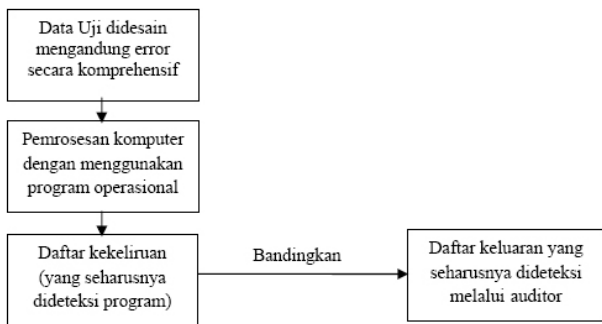 Data Uji didesain
mengandung error
secara komprehensif
Pemrosesan komputer
dengan menggunakan
program operasional
Daftar kekeliruan
(yang seharusnya
dideteksi program)
Bandingkan
Daftar keluaran yang
seharusnya dideteksi
melalui auditor